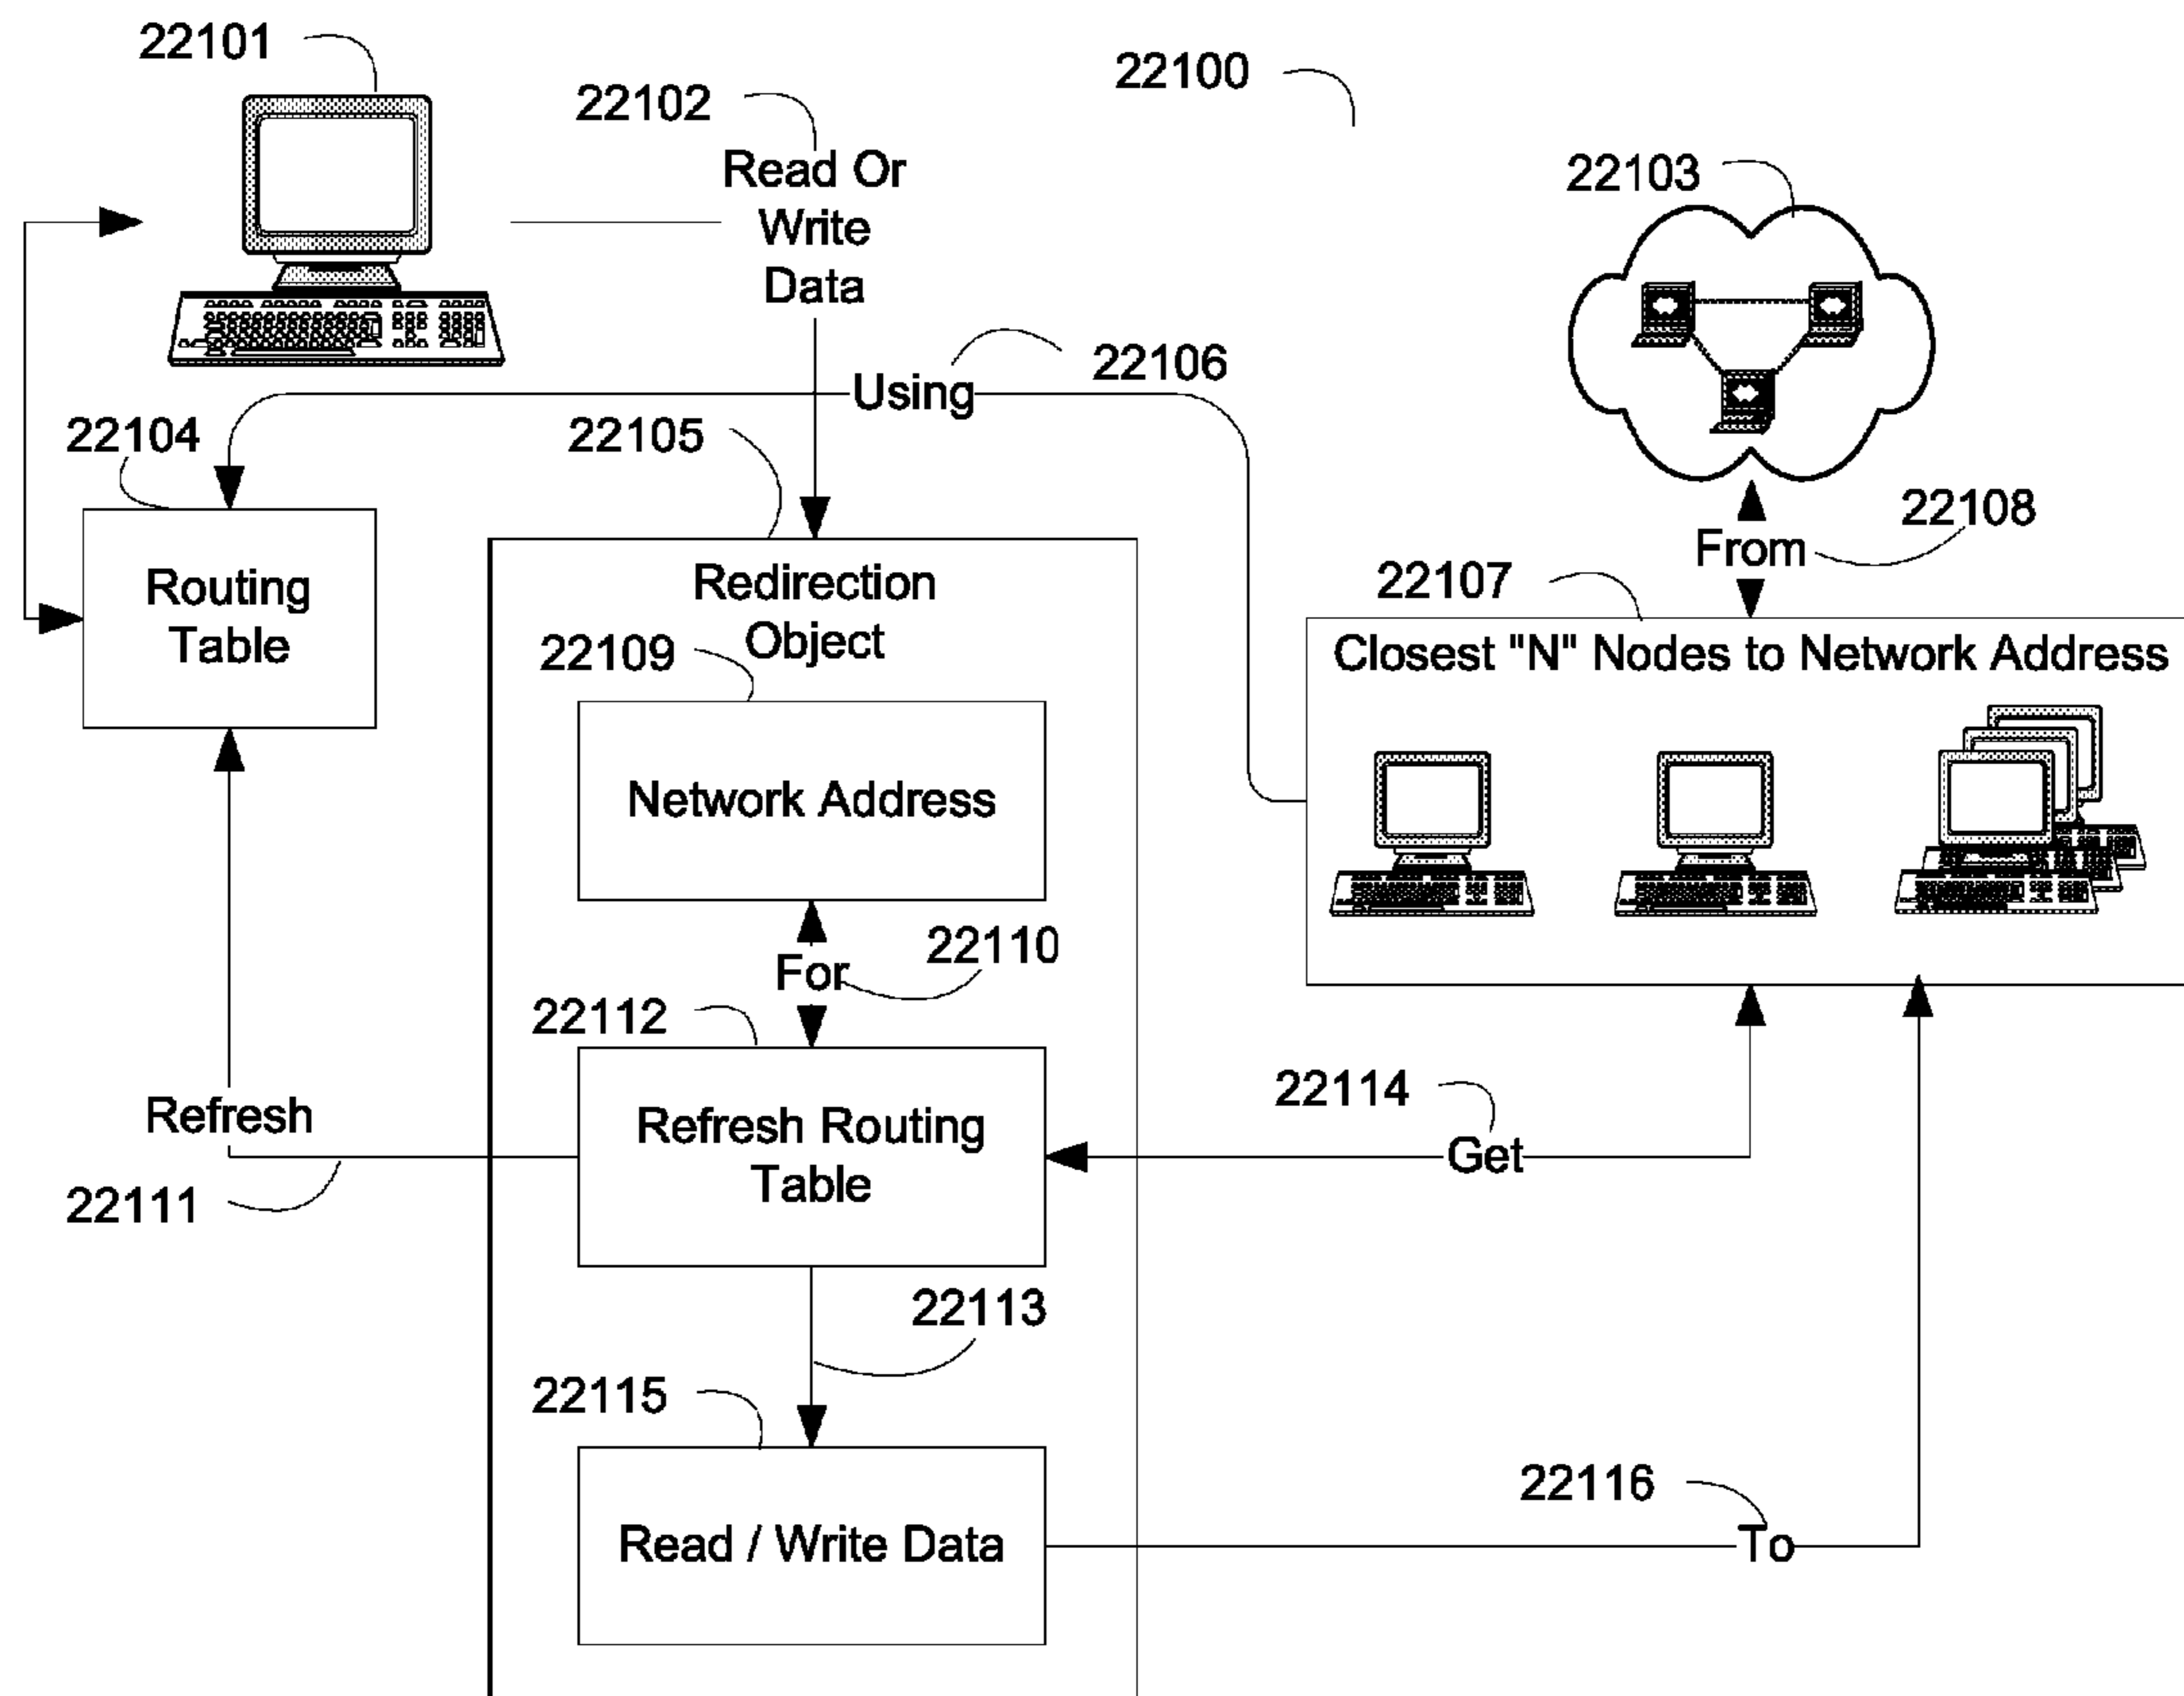 22101
22100
22102
Read Or
Write
Data
22103
22106
Using
22104
22105
22108
From
Routing
Table
Redirection
Object
22107
Closest "N" Nodes to Network Address
22109
Network Address
22110
For
22112
22114
Refresh
Refresh Routing
Table
Get
22111
22113
22115
22116
Read / Write Data
To